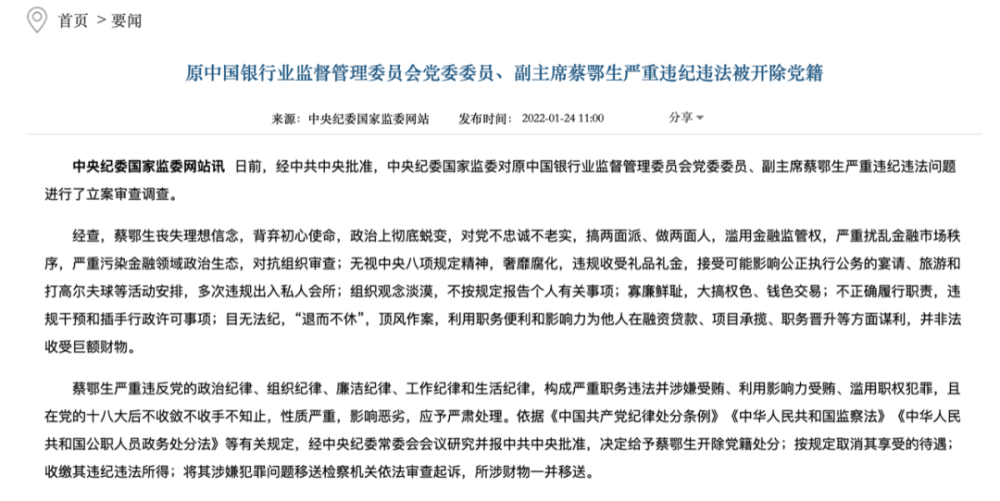 首页 > 要闻
原中国银行业监督管理委员会党委委员、副主席蔡鄂生严重违纪违法被开除党籍
来源：中央纪委国家监委网站 发布时间：2022-01-24 11:00 分享
中央纪委国家监委网站讯 日前，经中共中央批准，中央纪委国家监委对原中国银行业监督管理委员会党委委员、副主席蔡鄂生严重违纪违法问题
进行了立案审查调查。
经查，蔡鄂生丧失理想信念，背弃初心使命，政治上彻底蜕变，对党不忠诚不老实，搞两面派、做两面人，滥用金融监管权，严重扰乱金融市场秩
序，严重污染金融领域政治生态，对抗组织审查；无视中央八项规定精神，奢靡腐化，违规收受礼品礼金，接受可能影响公正执行公务的宴请、旅游和
打高尔夫球等活动安排，多次违规出入私人会所；组织观念淡漠，不按规定报告个人有关事项；寡廉鲜耻，大搞权色、钱色交易；不正确履行职责，违
规干预和插手行政许可事项；目无法纪，“退而不休”，顶风作案，利用职务便利和影响力为他人在融资贷款、项目承揽、职务晋升等方面谋利，并非法
收受巨额财物。
蔡鄂生严重违反党的政治纪律、组织纪律、廉洁纪律、工作纪律和生活纪律，构成严重职务违法并涉嫌受贿、利用影响力受贿、滥用职权犯罪，且
在党的十八大后不收敛不收手不知止，性质严重，影响恶劣，应予严肃处理。依据《中国共产党纪律处分条例》《中华人民共和国监察法》《中华人民
共和国公职人员政务处分法》等有关规定，经中央纪委常委会会议研究并报中共中央批准，决定给予蔡鄂生开除党籍处分；按规定取消其享受的待遇；
收缴其违纪违法所得；将其涉嫌犯罪问题移送检察机关依法审查起诉，所涉财物一并移送。